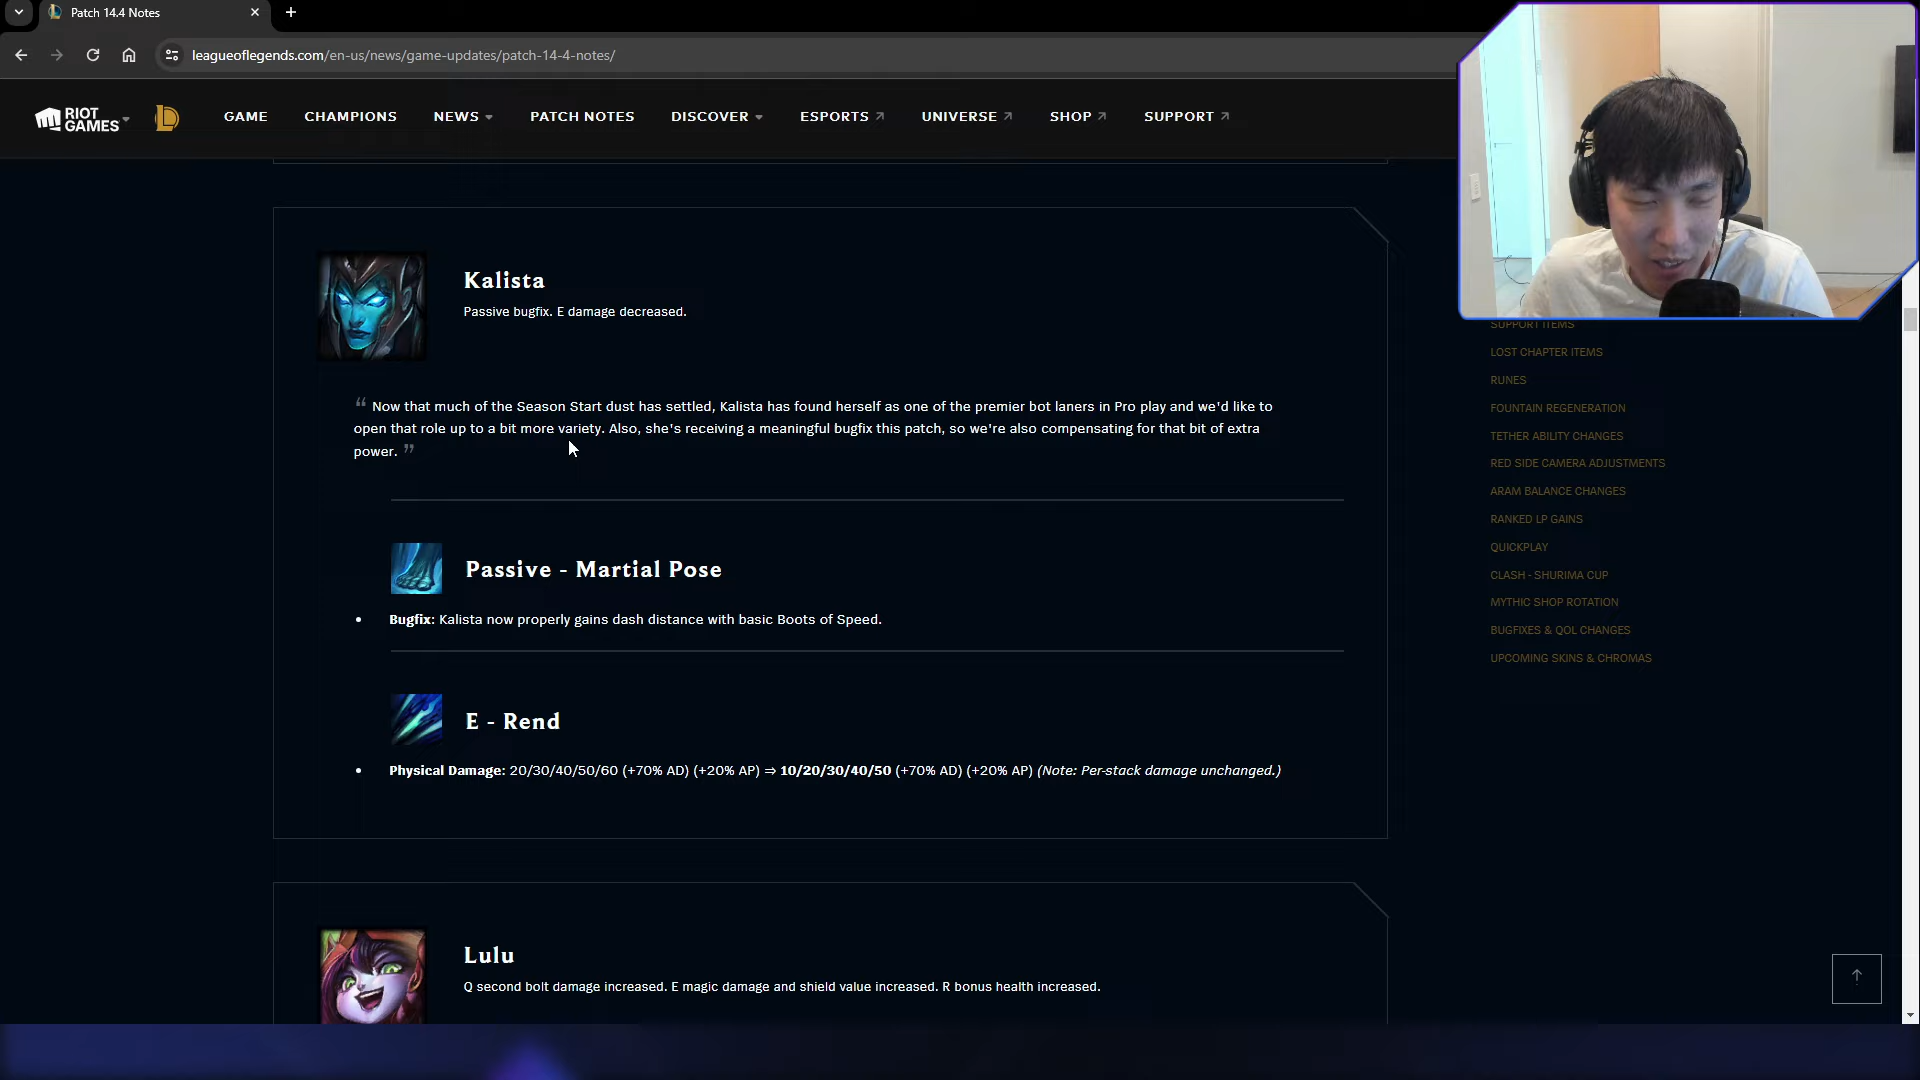 Patch 14.4 Notes
leagueoflegends.com/en-us/news/game-updates/patch-14-4-notes/
RIOT GAMES
GAME
CHAMPIONS
NEWS
PATCH NOTES
DISCOVER
ESPORTS
UNIVERSE
SHOP
SUPPORT
Kalista
Passive bugfix. E damage decreased.
“ Now that much of the Season Start dust has settled, Kalista has found herself as one of the premier bot laners in Pro play and we'd like to
open that role up to a bit more variety. Also, she's receiving a meaningful bugfix this patch, so we're also compensating for that bit of extra
power. ”
Passive - Martial Pose
• Bugfix: Kalista now properly gains dash distance with basic Boots of Speed.
E - Rend
• Physical Damage: 20/30/40/50/60 (+70% AD) (+20% AP) ⇒ 10/20/30/40/50 (+70% AD) (+20% AP) (Note: Per-stack damage unchanged.)
Lulu
Q second bolt damage increased. E magic damage and shield value increased. R bonus health increased.
SUPPORT ITEMS
LOST CHAPTER ITEMS
RUNES
FOUNTAIN REGENERATION
TETHER ABILITY CHANGES
RED SIDE CAMERA ADJUSTMENTS
ARAM BALANCE CHANGES
RANKED LP GAINS
QUICKPLAY
CLASH - SHURIMA CUP
MYTHIC SHOP ROTATION
BUGFIXES & QOL CHANGES
UPCOMING SKINS & CHROMAS